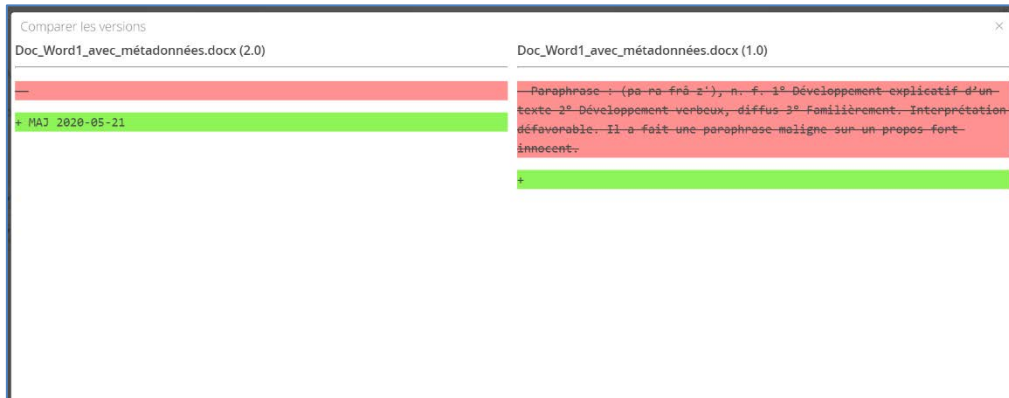 Comparer les versions
Doc_Word1_avec_métadonnées.docx (2.0)
+ MAJ 2020-05-21
Doc_Word1_avec_métadonnées.docx (1.0)
- Paraphrase : (pa-ra-frâ-z'), n. f. 1° Développement explicatif d’un
texte 2° Développement verbeux, diffus 3° Familièrement. Interprétation
défavorable. Il a fait une paraphrase maligne sur un propos fort
innocent.
+